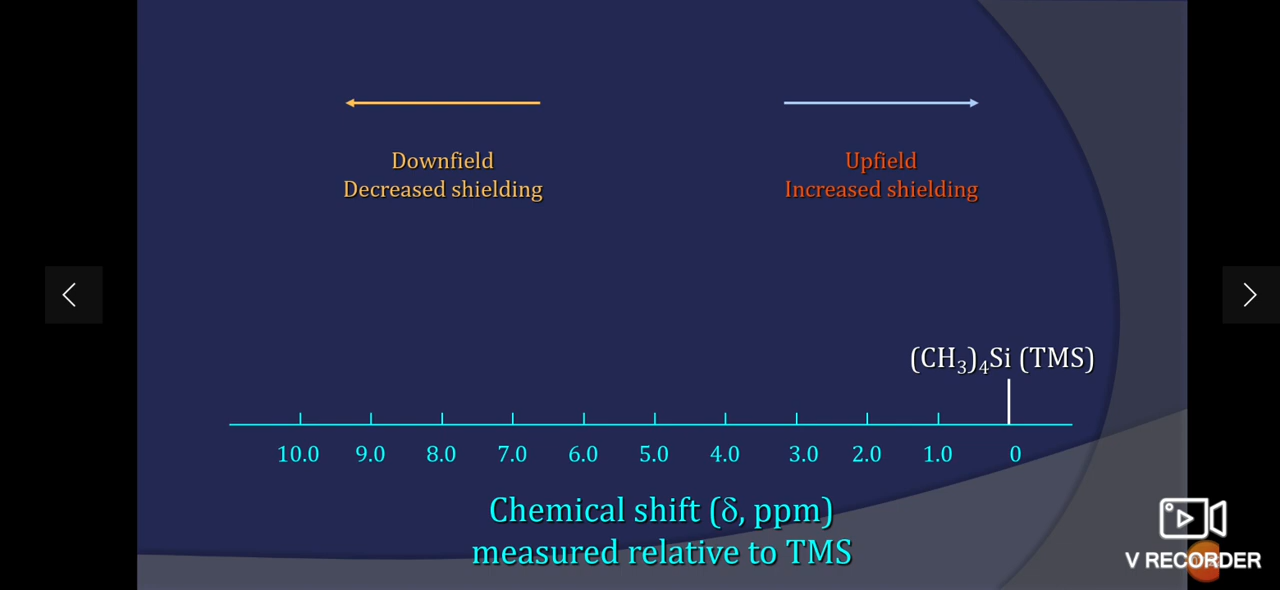 Downfield
Decreased shielding
Upfield
Increased shielding
(CH₃)₄Si (TMS)
10.0 9.0 8.0 7.0 6.0 5.0 4.0 3.0 2.0 1.0 0
Chemical shift (δ, ppm)
measured relative to TMS
V RECORDER